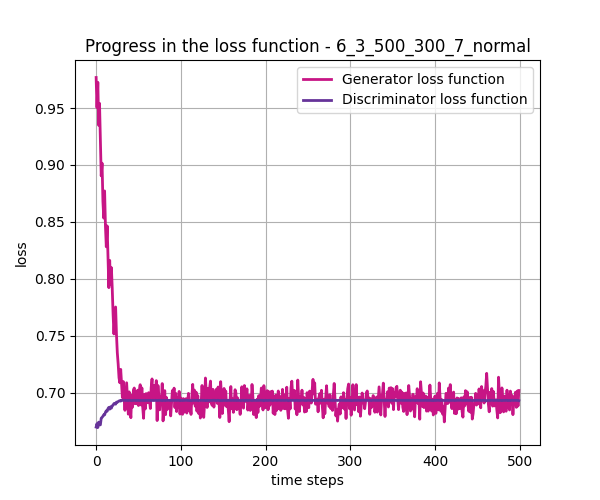 Progress in the loss function - 6_3_500_300_7_normal
Generator loss function
Discriminator loss function
0.95
0.90
0.85
0.80
0.75
0.70
loss
0 100 200 300 400 500
time steps